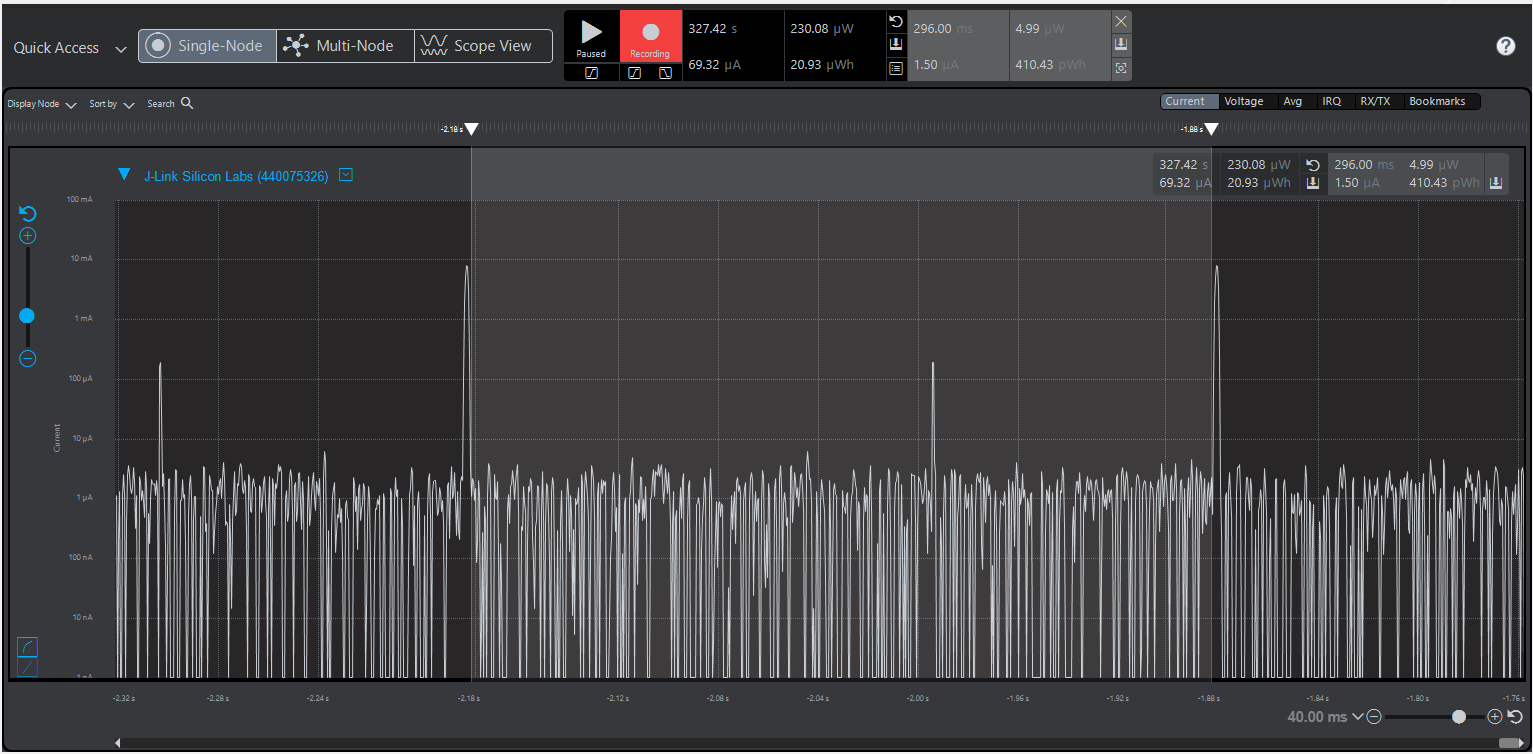 Quick Access Single-Node Multi-Node Scope View
Paused Recording
327.42 s 230.08 µW 296.00 ms 4.99 µW
69.32 µA 20.93 µWh 1.50 µA 410.43 pWh
Display Node Sort by Search
Current Voltage Avg IRQ RX/TX Bookmarks
-2.18 s -1.88 s
J-Link Silicon Labs (440075326)
327.42 s 230.08 µW 296.00 ms 4.99 µW
69.32 µA 20.93 µWh 1.50 µA 410.43 pWh
100 mA
10 mA
1 mA
100 µA
10 µA
1 µA
100 nA
10 nA
1 nA
Current
-2.32 s -2.28 s -2.24 s -2.18 s -2.12 s -2.08 s -2.04 s -2.00 s -1.96 s -1.92 s -1.88 s -1.84 s -1.80 s -1.76 s
40.00 ms